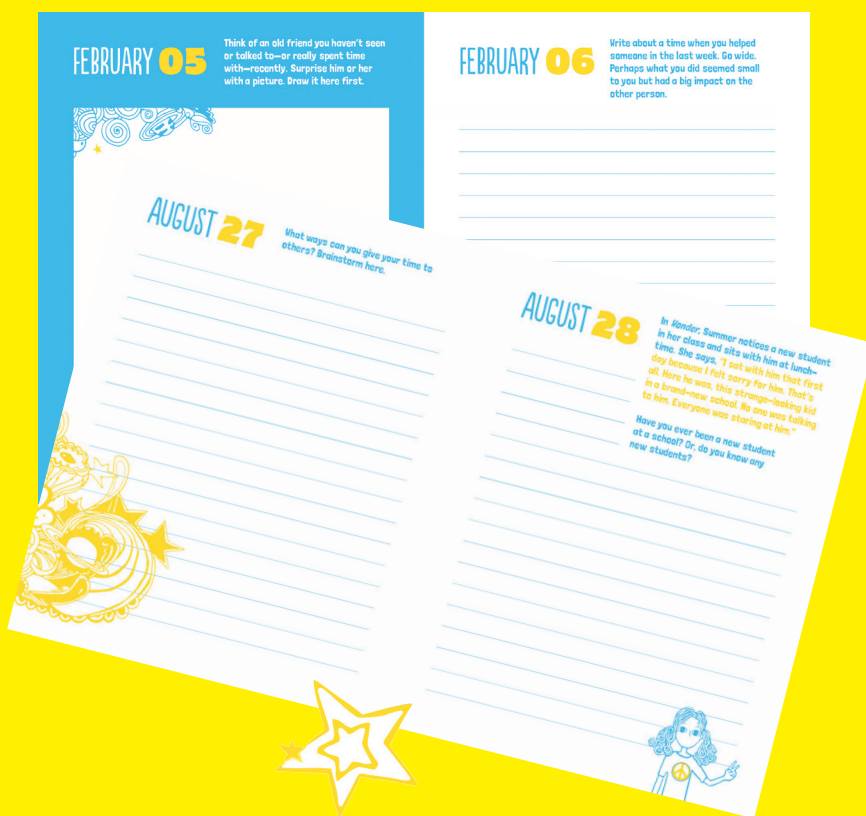 FEBRUARY 05
Think of an old friend you haven't seen
or talked to—or really spent time
with—recently. Surprise him or her
with a picture. Draw it here first.
FEBRUARY 06
Write about a time when you helped
someone in the last week. Go wide.
Perhaps what you did seemed small
to you but had a big impact on the
other person.
AUGUST 27
What ways can you give your time to
others? Brainstorm here.
AUGUST 28
In Wonder, Summer notices a new student
in her class and sits with him at lunch-
time. She says, "I sat with him that first
day because I felt sorry for him. That's
all. Here he was, this strange-looking kid
in a brand-new school. No one was talking
to him. Everyone was staring at him."
Have you ever been a new student
at a school? Or, do you know any
new students?